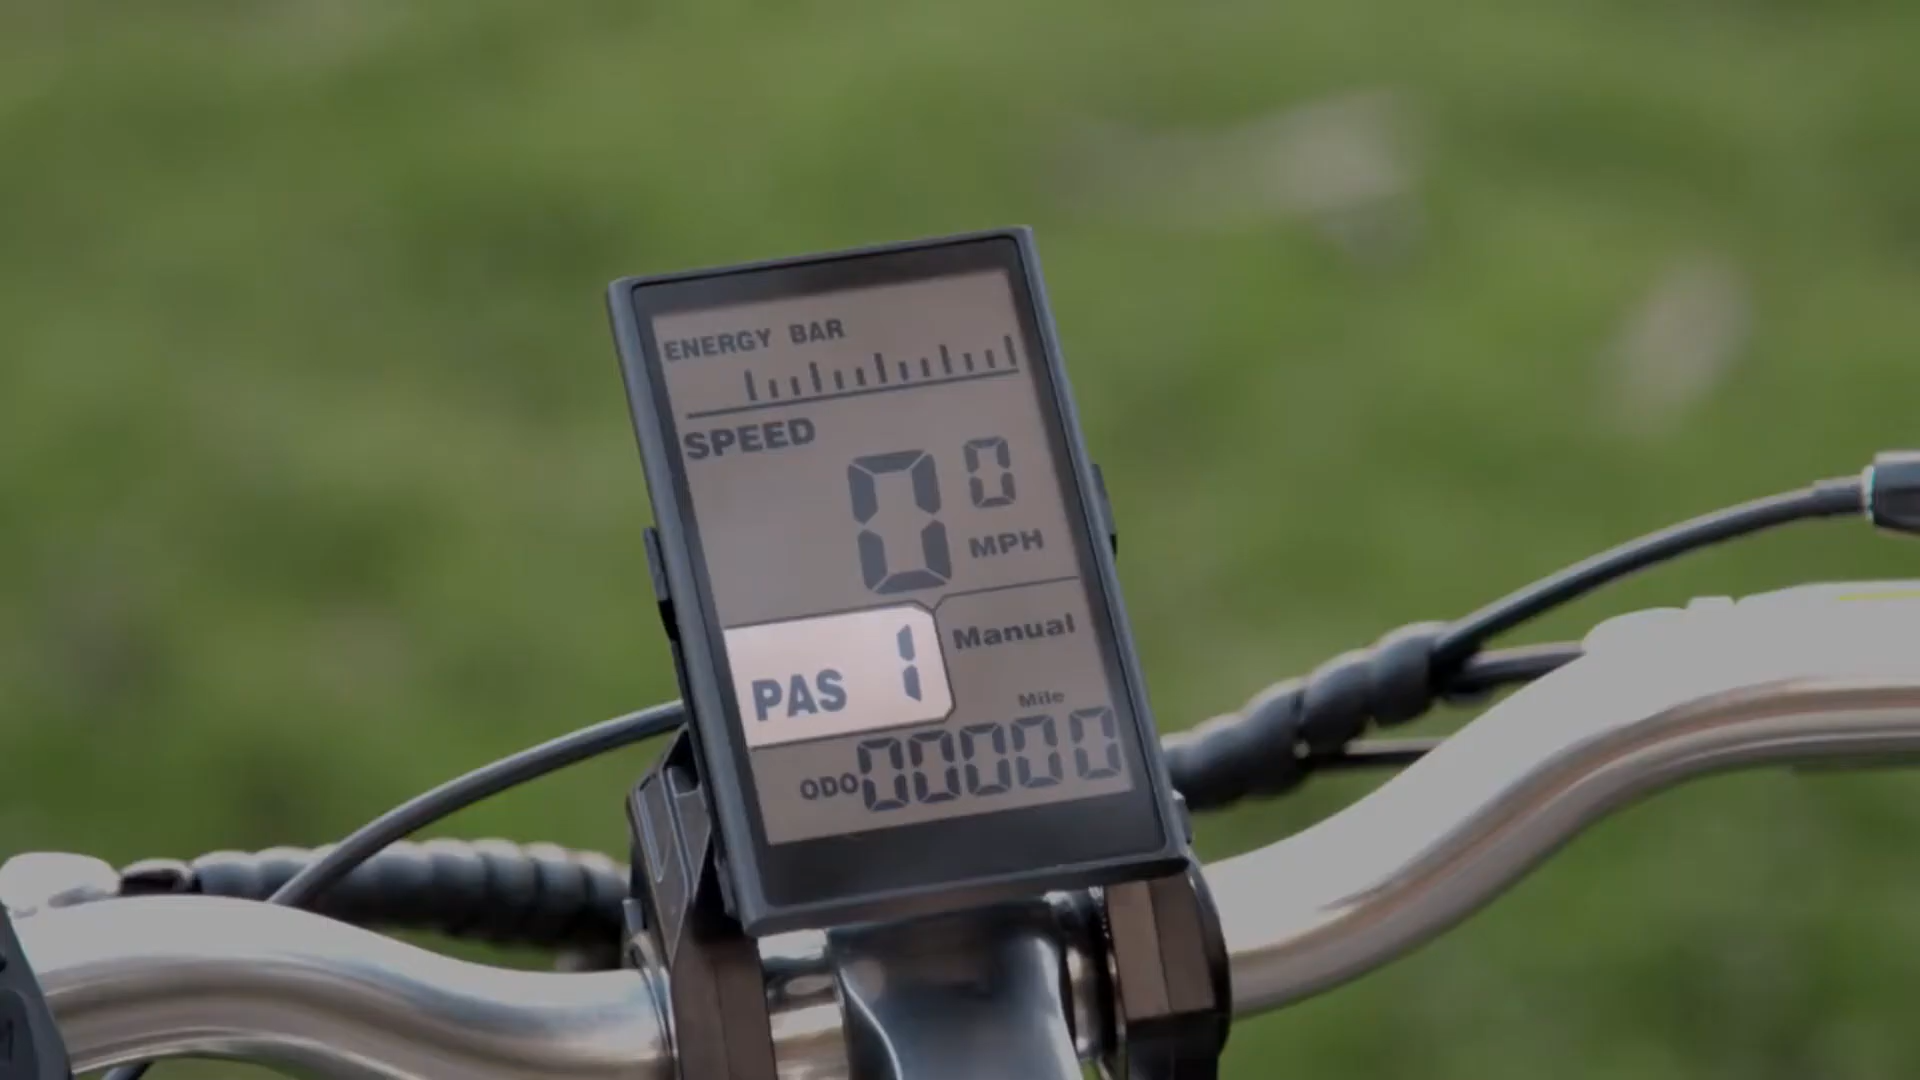 ENERGY BAR
SPEED
0 0
MPH
PAS 1
Manual
Mile
ODO 00000